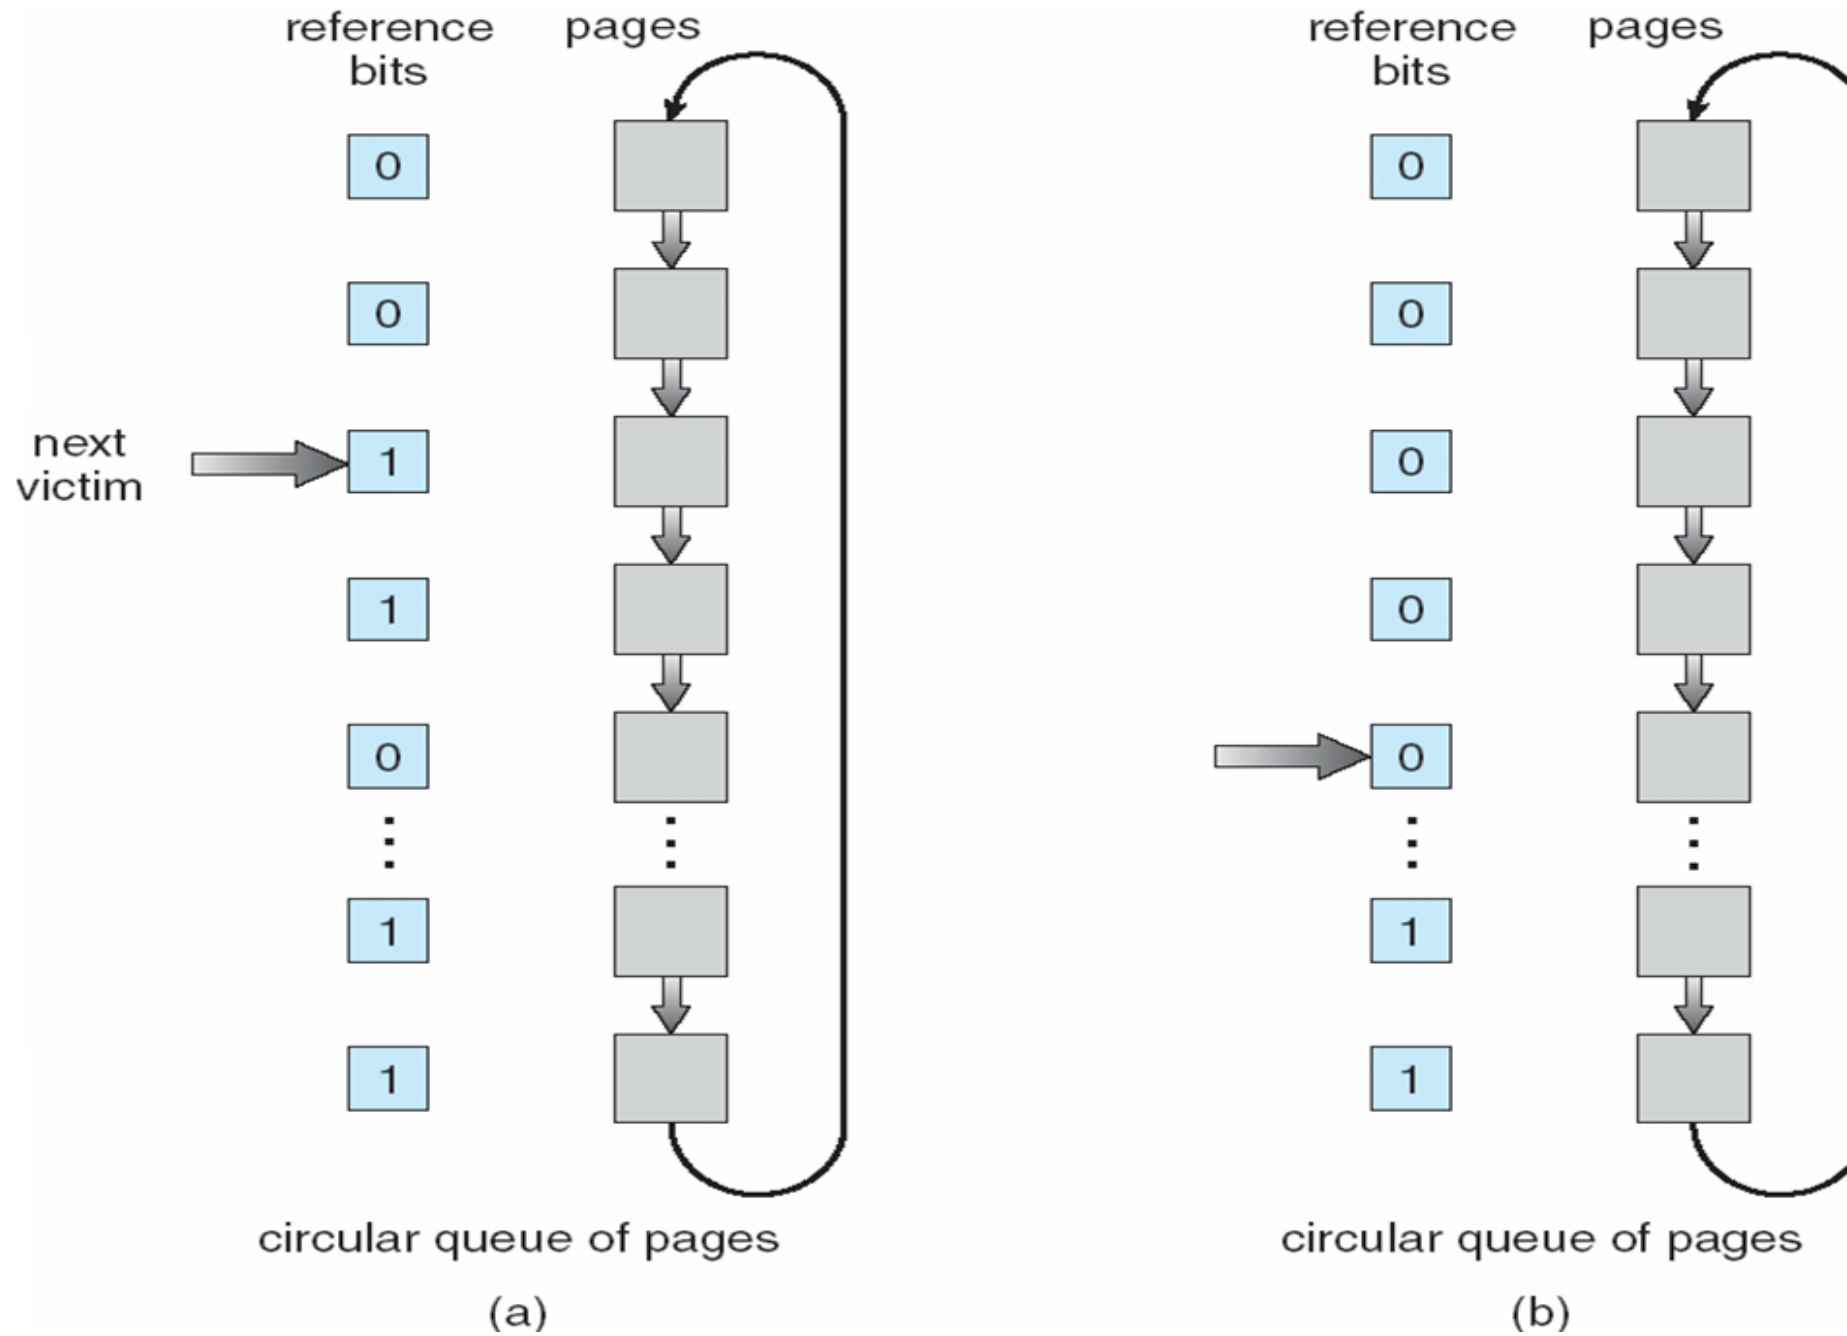 reference
bits
pages
0
0
next
victim
1
1
0
1
1
circular queue of pages
(a)
reference
bits
pages
0
0
0
0
0
1
1
circular queue of pages
(b)